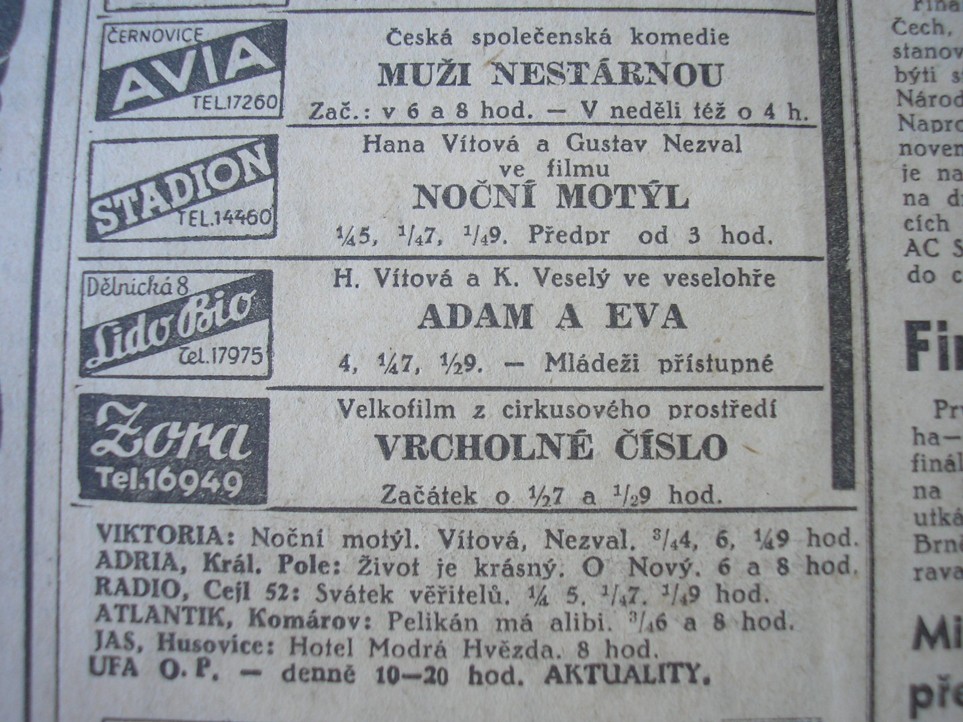 ČERNOVICE
AVIA
TEL.17260
Česká společenská komedie
MUŽI NESTÁRNOU
Zač.: v 6 a 8 hod. — V neděli též o 4 h.
STADION
TEL.14460
Hana Vítová a Gustav Nezval
ve filmu
NOČNÍ MOTÝL
¼5, ¼7, ¼9. Předpr od 3 hod.
Dělnická 8
Lido Bio
Tel.17975
H. Vítová a K. Veselý ve veselohře
ADAM A EVA
4, ¼7, ½9. — Mládeži přístupné
Zora
Tel.16949
Velkofilm z cirkusového prostředí
VRCHOLNÉ ČÍSLO
Začátek o ½7 a ½9 hod.
VIKTORIA: Noční motýl. Vítová, Nezval. ¾4, 6, ¼9 hod.
ADRIA, Král. Pole: Život je krásný. O Nový. 6 a 8 hod.
RADIO, Cejl 52: Svátek věřitelů. ¼ 5, ¼7, ¼9 hod.
ATLANTIK, Komárov: Pelikán má alibi. ¾6 a 8 hod.
JAS, Husovice: Hotel Modrá Hvězda. 8 hod.
UFA O. P. — denně 10—20 hod. AKTUALITY.
Čech,
stanov
býti s
Národ
Napro
noven
je na
na d
cích
AC S
do c
Fi
Prv
ha—
finál
na
utká
Brně
rava
Mi
pře